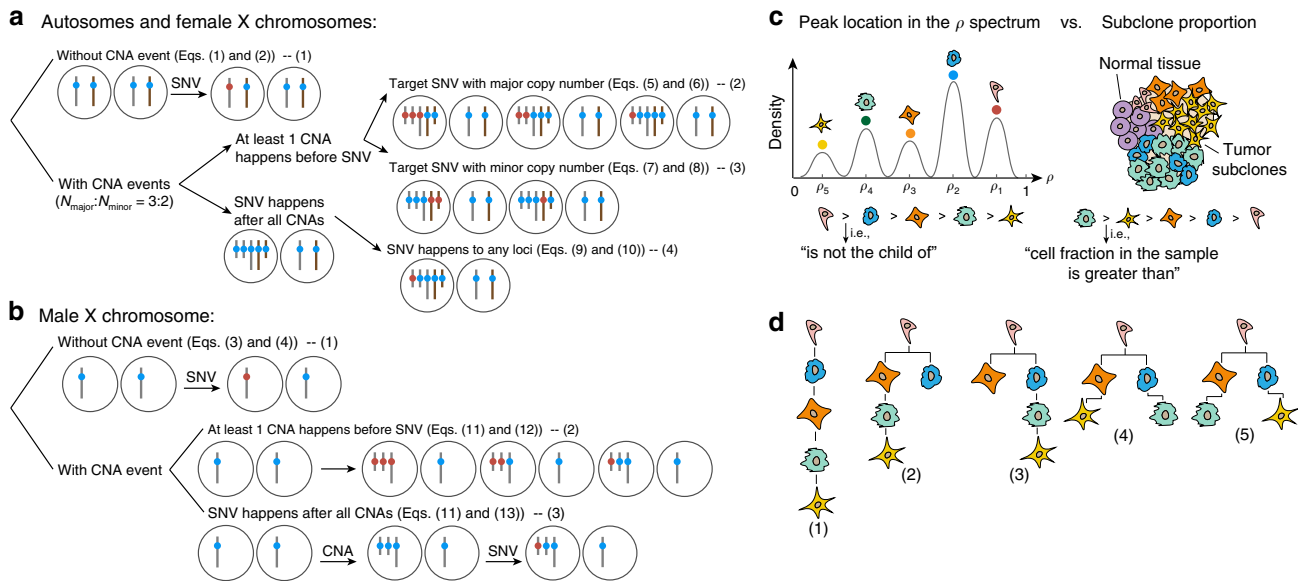 a Autosomes and female X chromosomes:
Without CNA event (Eqs. (1) and (2)) -- (1)
SNV
With CNA events
(Nmajor:Nminor = 3:2)
At least 1 CNA
happens before SNV
SNV happens
after all CNAs
Target SNV with major copy number (Eqs. (5) and (6)) -- (2)
Target SNV with minor copy number (Eqs. (7) and (8)) -- (3)
SNV happens to any loci (Eqs. (9) and (10)) -- (4)
b Male X chromosome:
Without CNA event (Eqs. (3) and (4)) -- (1)
SNV
With CNA event
At least 1 CNA happens before SNV (Eqs. (11) and (12)) -- (2)
SNV happens after all CNAs (Eqs. (11) and (13)) -- (3)
CNA
SNV
c Peak location in the ρ spectrum vs. Subclone proportion
Density
0 ρ5 ρ4 ρ3 ρ2 ρ1 1 ρ
> > > >
i.e.,
“is not the child of”
Normal tissue
Tumor
subclones
> > > >
i.e.,
“cell fraction in the sample
is greater than”
d
(1)
(2)
(3)
(4)
(5)